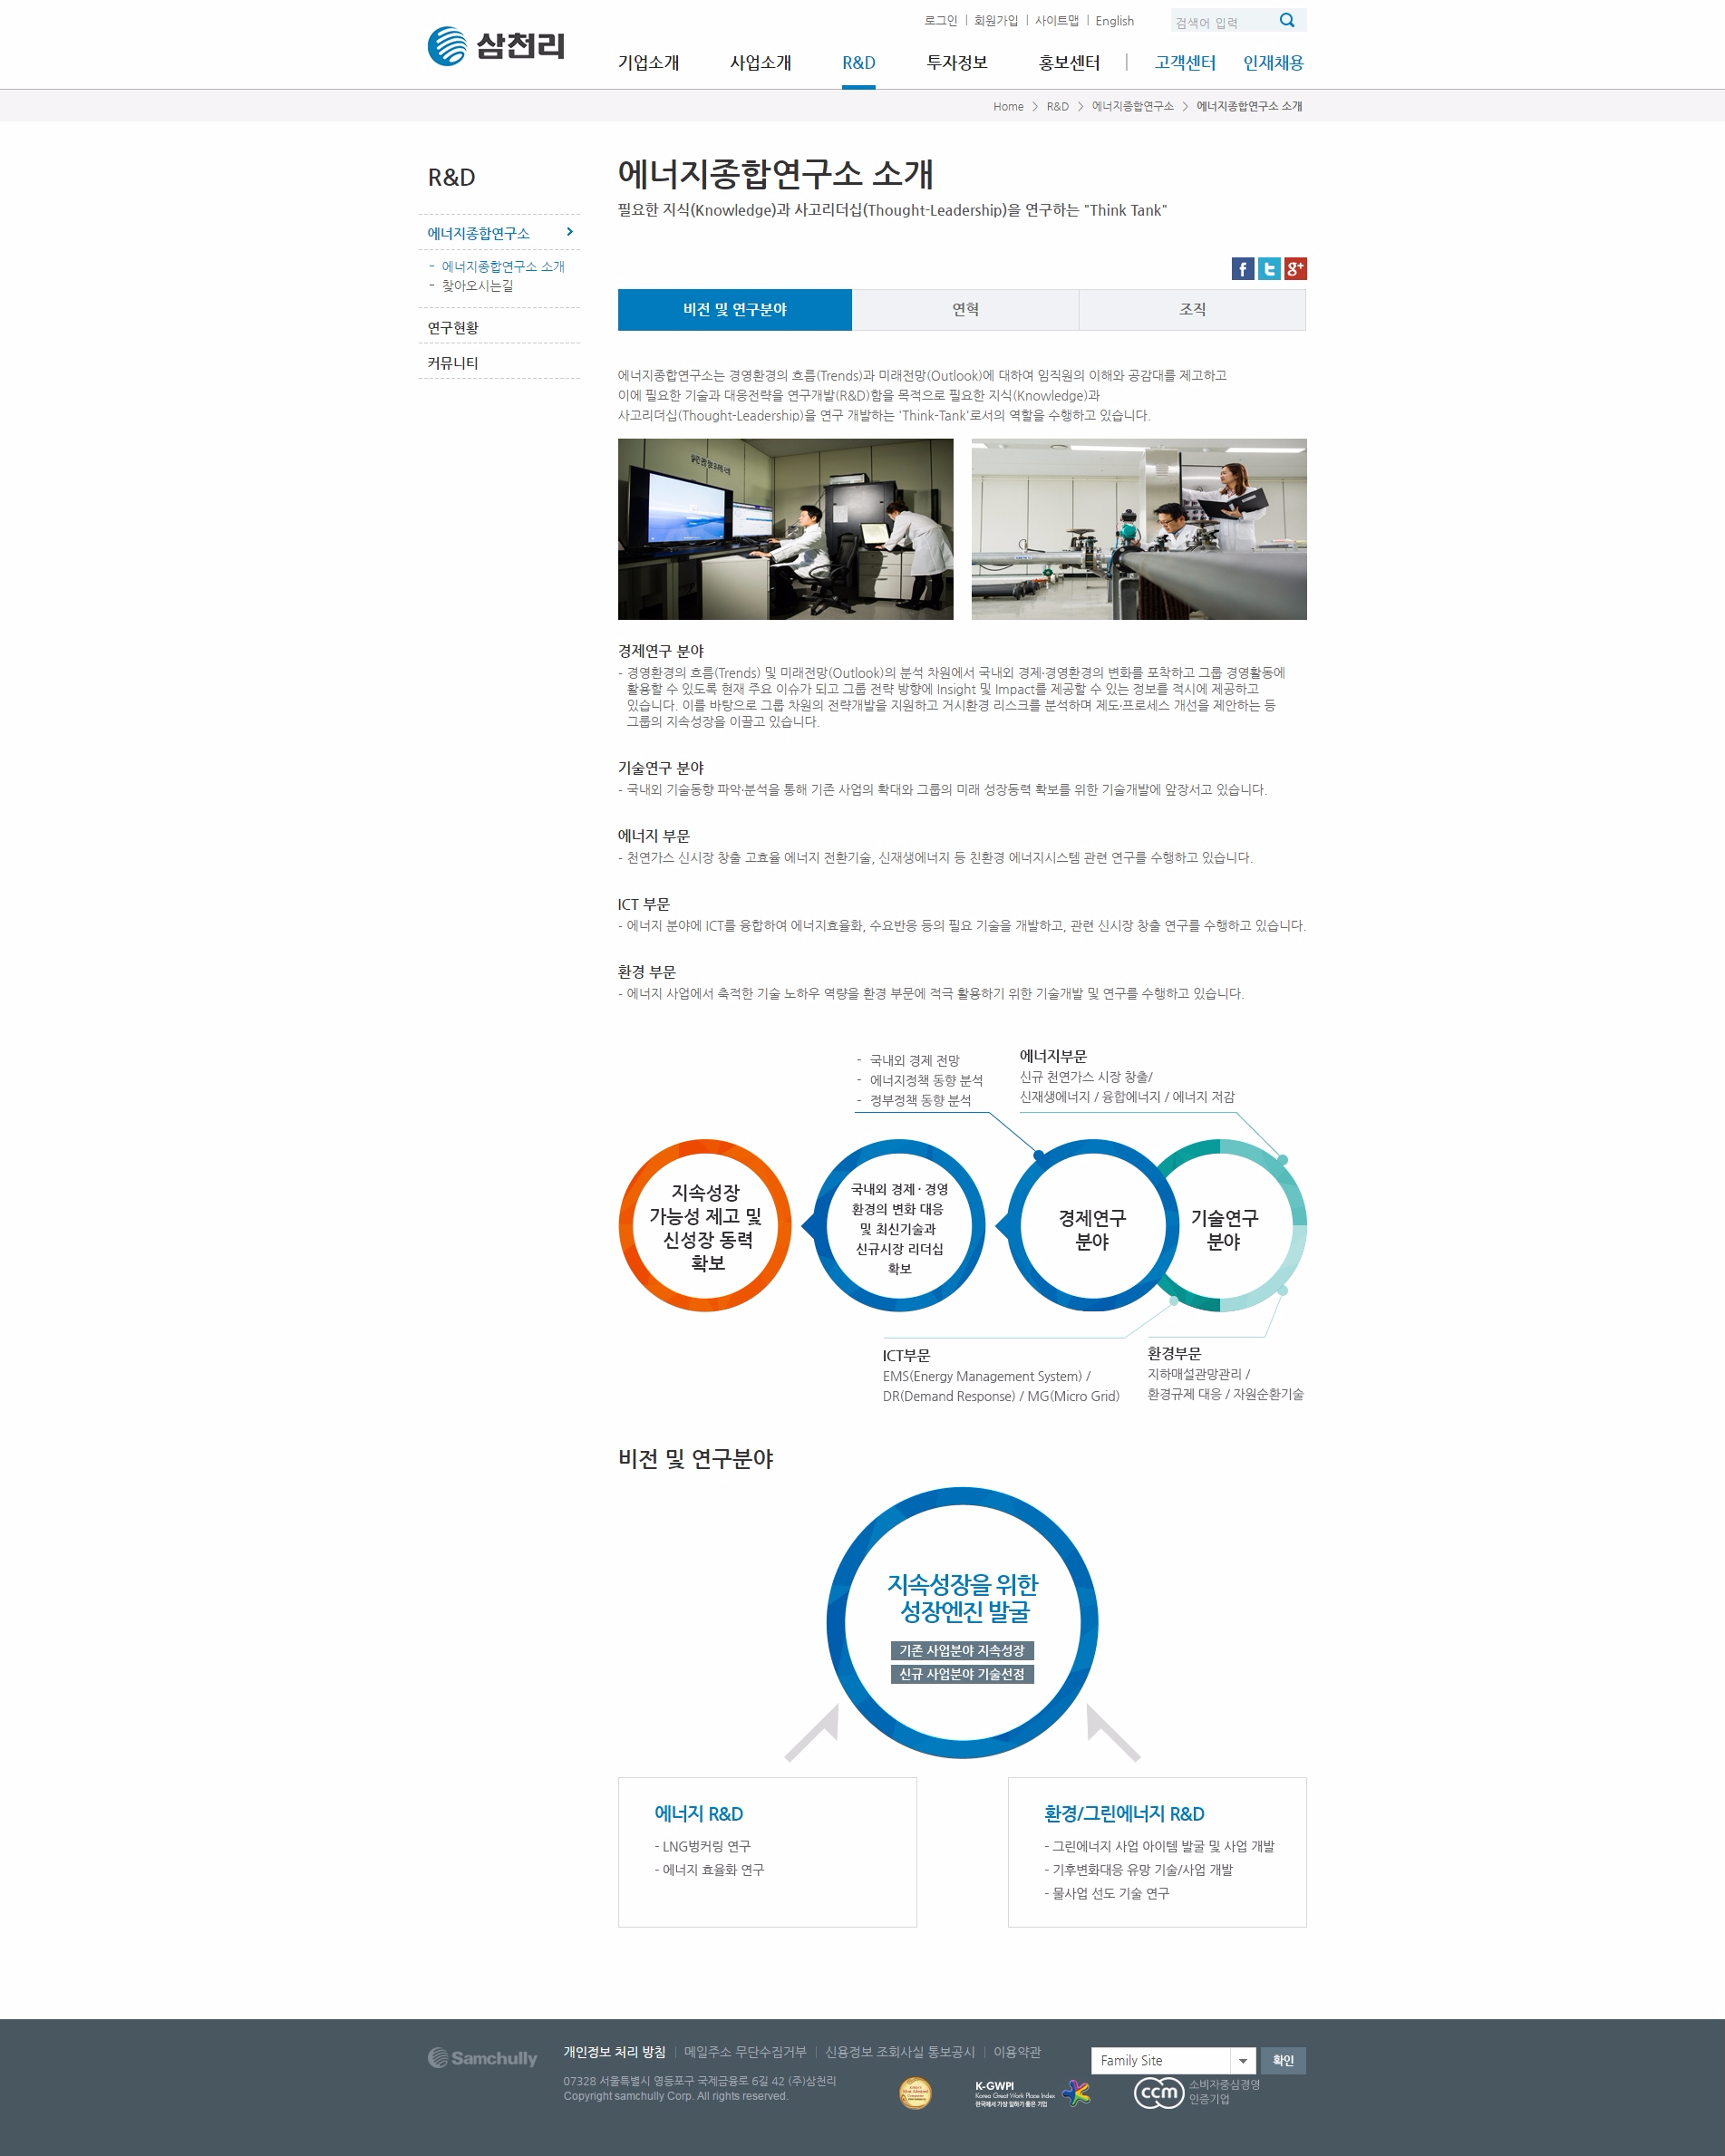 로그인 | 회원가입 | 사이트맵 | English
검색어 입력
삼천리
기업소개 사업소개 R&D 투자정보 홍보센터 | 고객센터 인재채용
Home > R&D > 에너지종합연구소 > 에너지종합연구소 소개
R&D
에너지종합연구소
- 에너지종합연구소 소개
- 찾아오시는길
연구현황
커뮤니티
에너지종합연구소 소개
필요한 지식(Knowledge)과 사고리더십(Thought-Leadership)을 연구하는 "Think Tank"
비전 및 연구분야 연혁 조직
에너지종합연구소는 경영환경의 흐름(Trends)과 미래전망(Outlook)에 대하여 임직원의 이해와 공감대를 제고하고
이에 필요한 기술과 대응전략을 연구개발(R&D)함을 목적으로 필요한 지식(Knowledge)과
사고리더십(Thought-Leadership)을 연구 개발하는 'Think-Tank'로서의 역할을 수행하고 있습니다.
경제연구 분야
- 경영환경의 흐름(Trends) 및 미래전망(Outlook)의 분석 차원에서 국내외 경제·경영환경의 변화를 포착하고 그룹 경영활동에
활용할 수 있도록 현재 주요 이슈가 되고 그룹 전략 방향에 Insight 및 Impact를 제공할 수 있는 정보를 적시에 제공하고
있습니다. 이를 바탕으로 그룹 차원의 전략개발을 지원하고 거시환경 리스크를 분석하며 제도·프로세스 개선을 제안하는 등
그룹의 지속성장을 이끌고 있습니다.
기술연구 분야
- 국내외 기술동향 파악·분석을 통해 기존 사업의 확대와 그룹의 미래 성장동력 확보를 위한 기술개발에 앞장서고 있습니다.
에너지 부문
- 천연가스 신시장 창출 고효율 에너지 전환기술, 신재생에너지 등 친환경 에너지시스템 관련 연구를 수행하고 있습니다.
ICT 부문
- 에너지 분야에 ICT를 융합하여 에너지효율화, 수요반응 등의 필요 기술을 개발하고, 관련 신시장 창출 연구를 수행하고 있습니다.
환경 부문
- 에너지 사업에서 축적한 기술 노하우 역량을 환경 부문에 적극 활용하기 위한 기술개발 및 연구를 수행하고 있습니다.
- 국내외 경제 전망
- 에너지정책 동향 분석
- 정부정책 동향 분석
에너지부문
신규 천연가스 시장 창출/
신재생에너지 / 융합에너지 / 에너지 저감
지속성장
가능성 제고 및
신성장 동력
확보
국내외 경제 · 경영
환경의 변화 대응
및 최신기술과
신규시장 리더십
확보
경제연구
분야
기술연구
분야
ICT부문
EMS(Energy Management System) /
DR(Demand Response) / MG(Micro Grid)
환경부문
지하매설관망관리 /
환경규제 대응 / 자원순환기술
비전 및 연구분야
지속성장을 위한
성장엔진 발굴
기존 사업분야 지속성장
신규 사업분야 기술선점
에너지 R&D
- LNG벙커링 연구
- 에너지 효율화 연구
환경/그린에너지 R&D
- 그린에너지 사업 아이템 발굴 및 사업 개발
- 기후변화대응 유망 기술/사업 개발
- 물사업 선도 기술 연구
Samchully
개인정보 처리 방침 | 메일주소 무단수집거부 | 신용정보 조회사실 통보공시 | 이용약관
Family Site 확인
07328 서울특별시 영등포구 국제금융로 6길 42 (주)삼천리
Copyright samchully Corp. All rights reserved.
K-GWPI
Korea Great Work Place Index
한국에서 가장 일하기 좋은 기업
ccm
소비자중심경영
인증기업